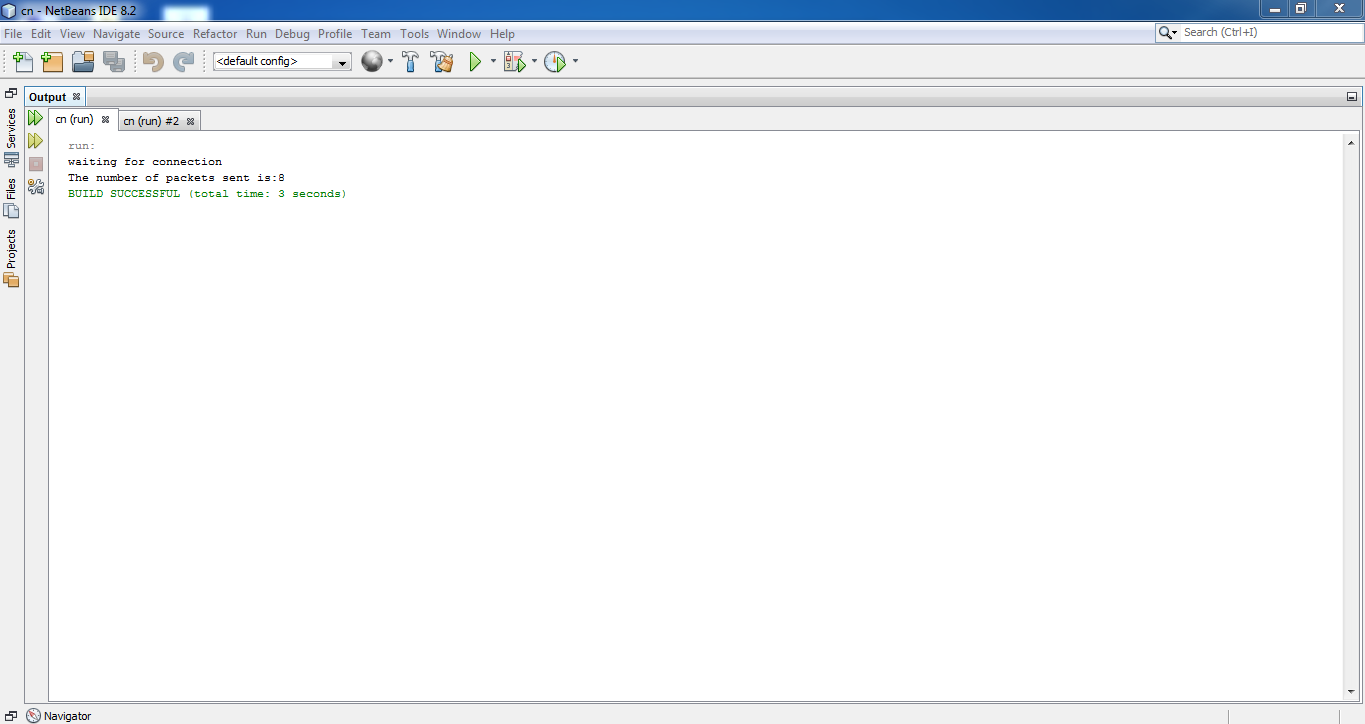 cn - NetBeans IDE 8.2
File Edit View Navigate Source Refactor Run Debug Profile Team Tools Window Help
Search (Ctrl+I)
<default config>
Output
cn (run) cn (run) #2
Services
Files
Projects
run:
waiting for connection
The number of packets sent is:8
BUILD SUCCESSFUL (total time: 3 seconds)
Navigator